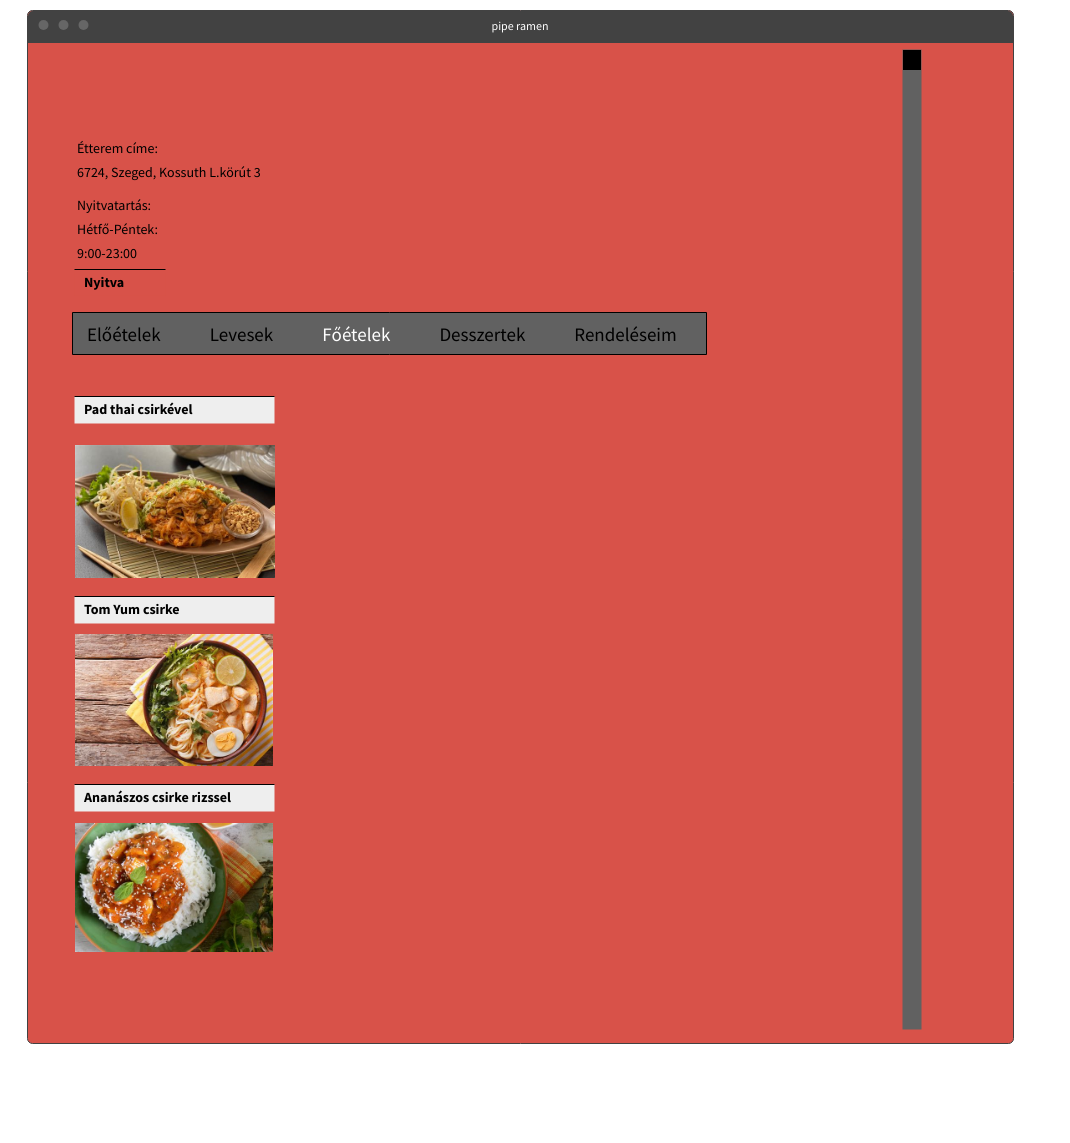 pipe ramen
Étterem címe:
6724, Szeged, Kossuth L.körút 3
Nyitvatartás:
Hétfő-Péntek:
9:00-23:00
Nyitva
Előételek Levesek Főételek Desszertek Rendeléseim
Pad thai csirkével
Tom Yum csirke
Ananászos csirke rizssel